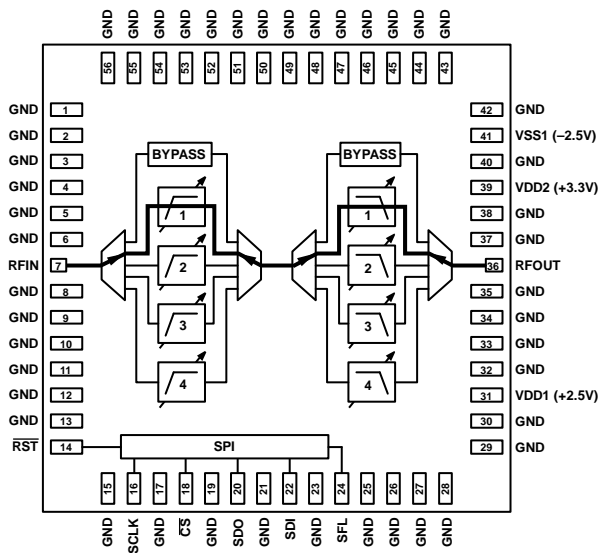 GND GND GND GND GND GND GND GND GND GND GND GND GND GND
56 55 54 53 52 51 50 49 48 47 46 45 44 43
GND 1
GND 2
GND 3
GND 4
GND 5
GND 6
RFIN 7
GND 8
GND 9
GND 10
GND 11
GND 12
GND 13
RST 14
BYPASS
1
2
3
4
BYPASS
1
2
3
4
SPI
42 GND
41 VSS1 (–2.5V)
40 GND
39 VDD2 (+3.3V)
38 GND
37 GND
36 RFOUT
35 GND
34 GND
33 GND
32 GND
31 VDD1 (+2.5V)
30 GND
29 GND
15 16 17 18 19 20 21 22 23 24 25 26 27 28
GND SCLK GND CS GND SDO GND SDI GND SFL GND GND GND GND